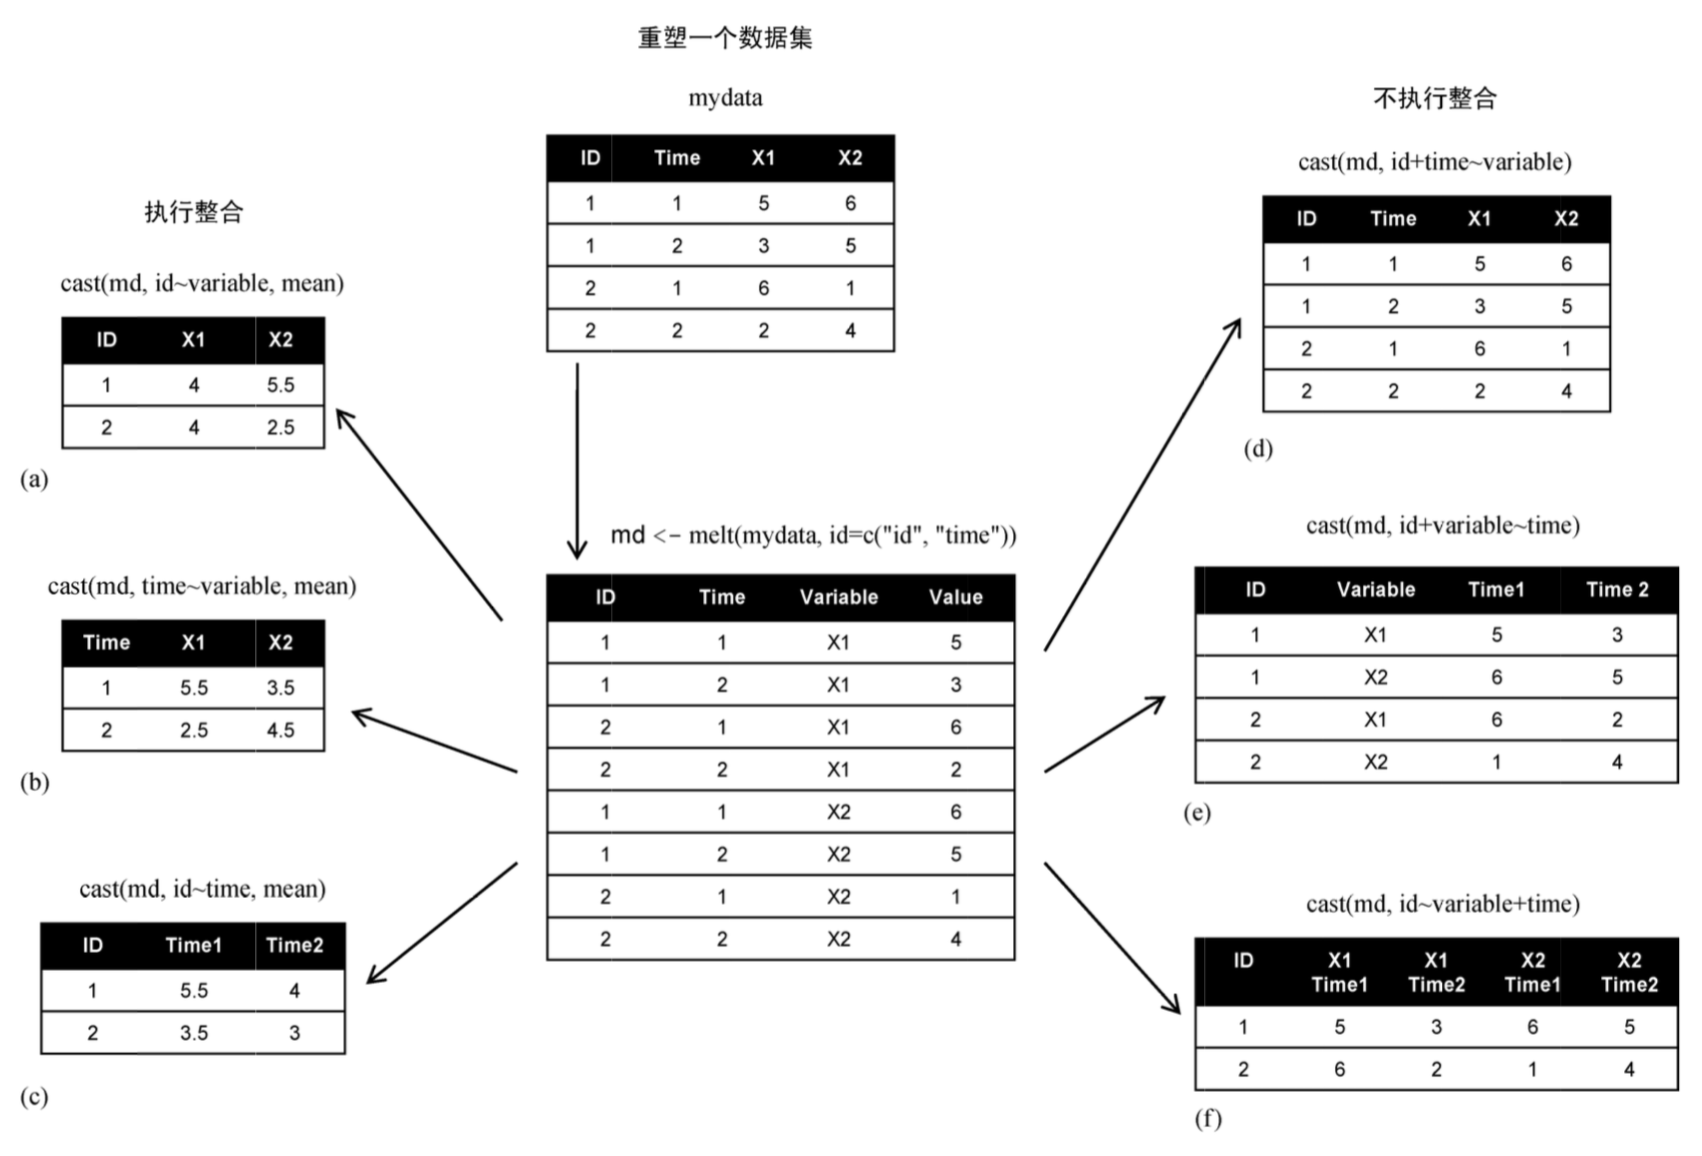 重塑一个数据集
mydata
ID Time X1 X2
1 1 5 6
1 2 3 5
2 1 6 1
2 2 2 4
执行整合
cast(md, id~variable, mean)
ID X1 X2
1 4 5.5
2 4 2.5
(a)
cast(md, time~variable, mean)
Time X1 X2
1 5.5 3.5
2 2.5 4.5
(b)
cast(md, id~time, mean)
ID Time1 Time2
1 5.5 4
2 3.5 3
(c)
md <- melt(mydata, id=c("id", "time"))
ID Time Variable Value
1 1 X1 5
1 2 X1 3
2 1 X1 6
2 2 X1 2
1 1 X2 6
1 2 X2 5
2 1 X2 1
2 2 X2 4
不执行整合
cast(md, id+time~variable)
ID Time X1 X2
1 1 5 6
1 2 3 5
2 1 6 1
2 2 2 4
(d)
cast(md, id+variable~time)
ID Variable Time1 Time 2
1 X1 5 3
1 X2 6 5
2 X1 6 2
2 X2 1 4
(e)
cast(md, id~variable+time)
ID X1 X1 X2 X2
Time1 Time2 Time1 Time2
1 5 3 6 5
2 6 2 1 4
(f)